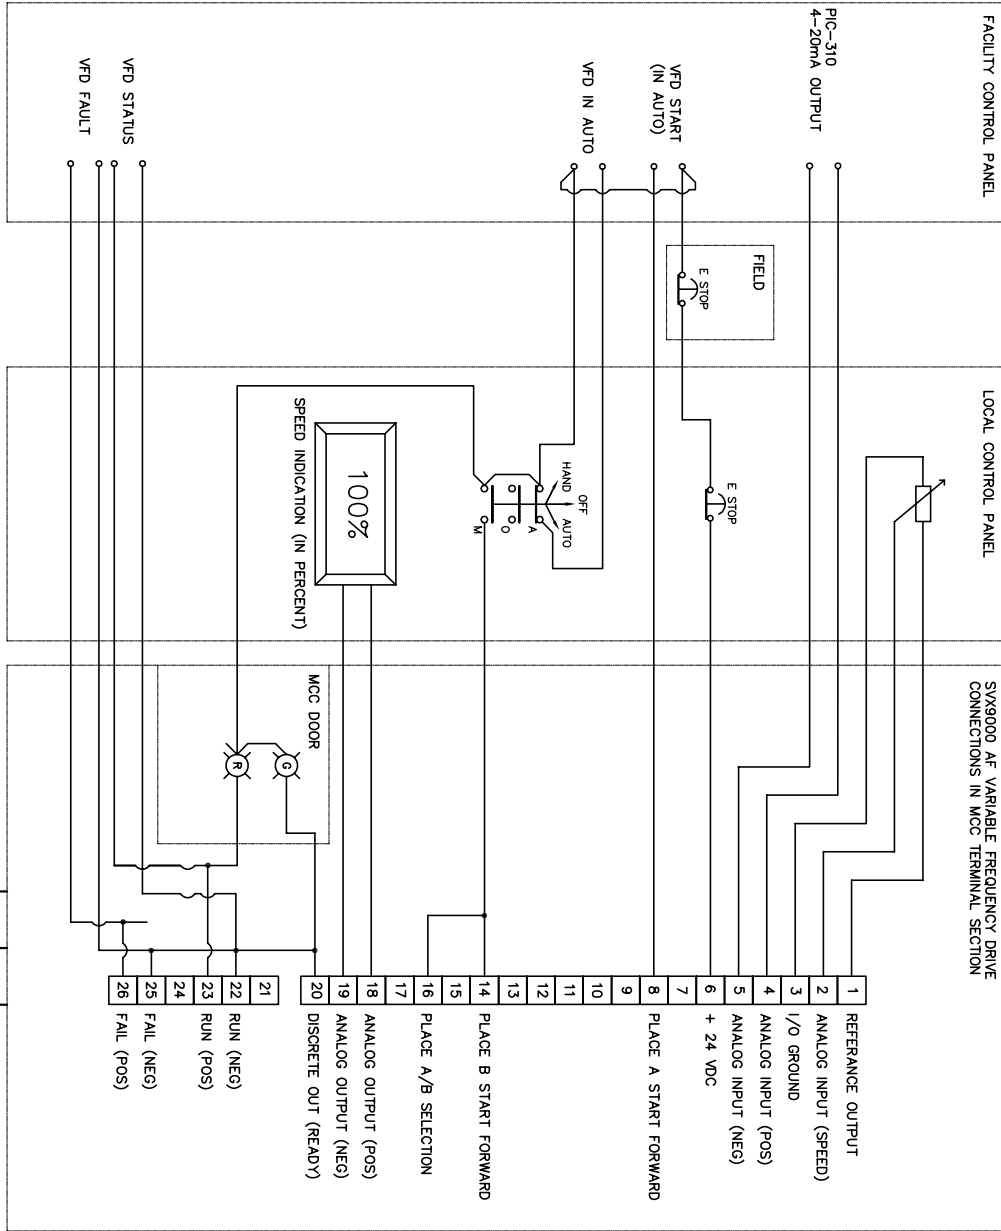 FACILITY CONTROL PANEL
PIC-310
4-20mA OUTPUT
VFD START
(IN AUTO)
VFD IN AUTO
VFD STATUS
VFD FAULT
FIELD
E STOP
LOCAL CONTROL PANEL
E STOP
HAND
OFF
AUTO
A
O
M
100%
SPEED INDICATION (IN PERCENT)
SVX9000 AF VARIABLE FREQUENCY DRIVE
CONNECTIONS IN MCC TERMINAL SECTION
MCC DOOR
G
R
1 REFERANCE OUTPUT
2 ANALOG INPUT (SPEED)
3 I/O GROUND
4 ANALOG INPUT (POS)
5 ANALOG INPUT (NEG)
6 + 24 VDC
7
8 PLACE A START FORWARD
9
10
11
12
13
14 PLACE B START FORWARD
15
16 PLACE A/B SELECTION
17
18 ANALOG OUTPUT (POS)
19 ANALOG OUTPUT (NEG)
20 DISCRETE OUT (READY)
21
22 RUN (NEG)
23 RUN (POS)
24
25 FAIL (NEG)
26 FAIL (POS)